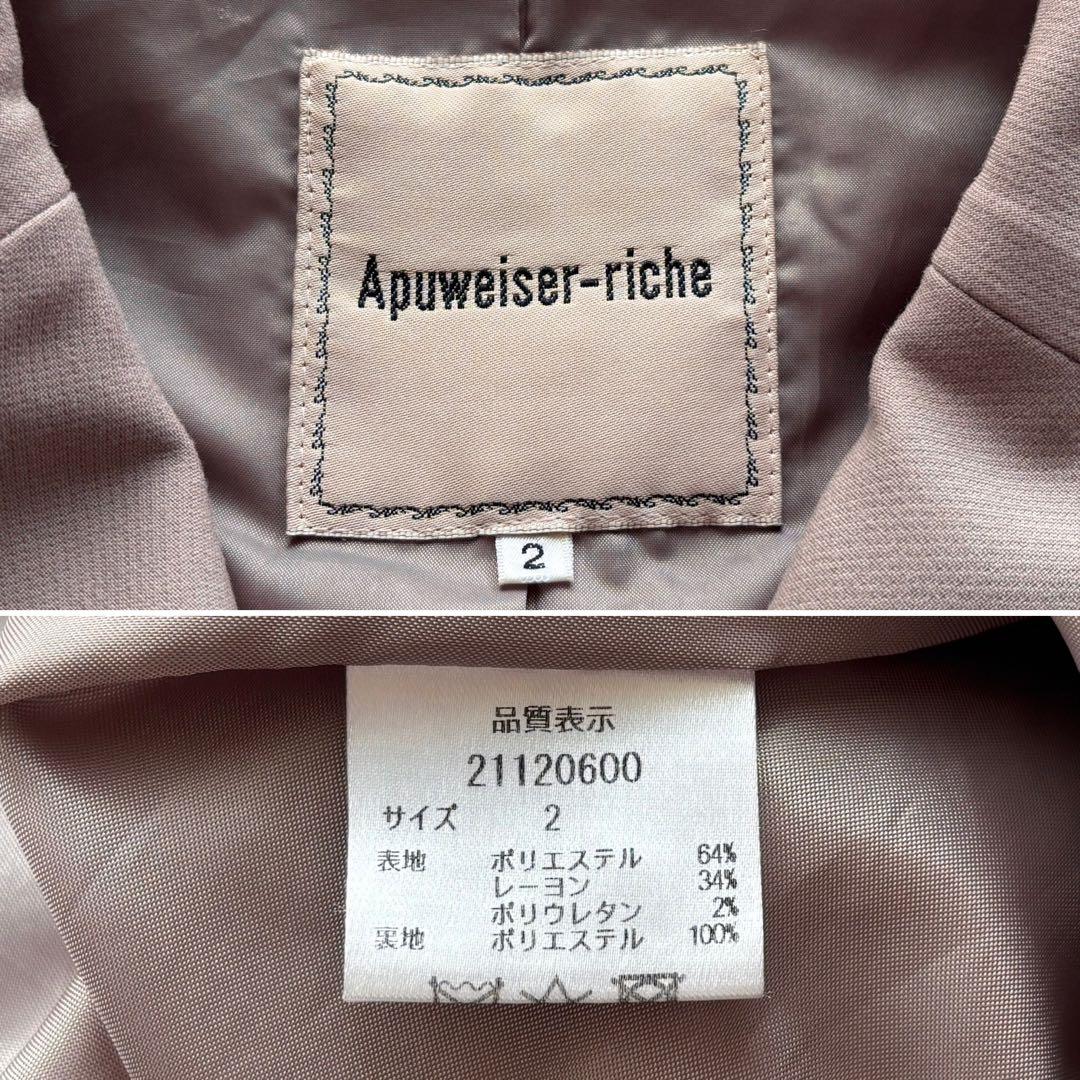 Apuweiser-riche
2
品質表示
21120600
サイズ 2
表地 ポリエステル 64%
レーヨン 34%
ポリウレタン 2%
裏地 ポリエステル 100%